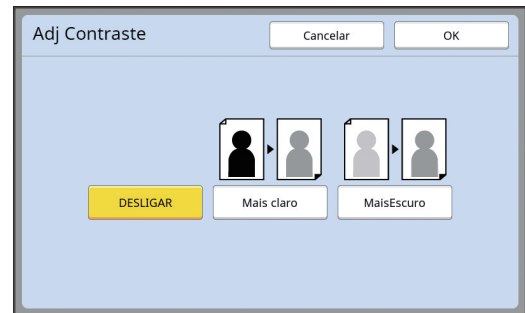 Adj Contraste
Cancelar
OK
DESLIGAR
Mais claro
MaisEscuro